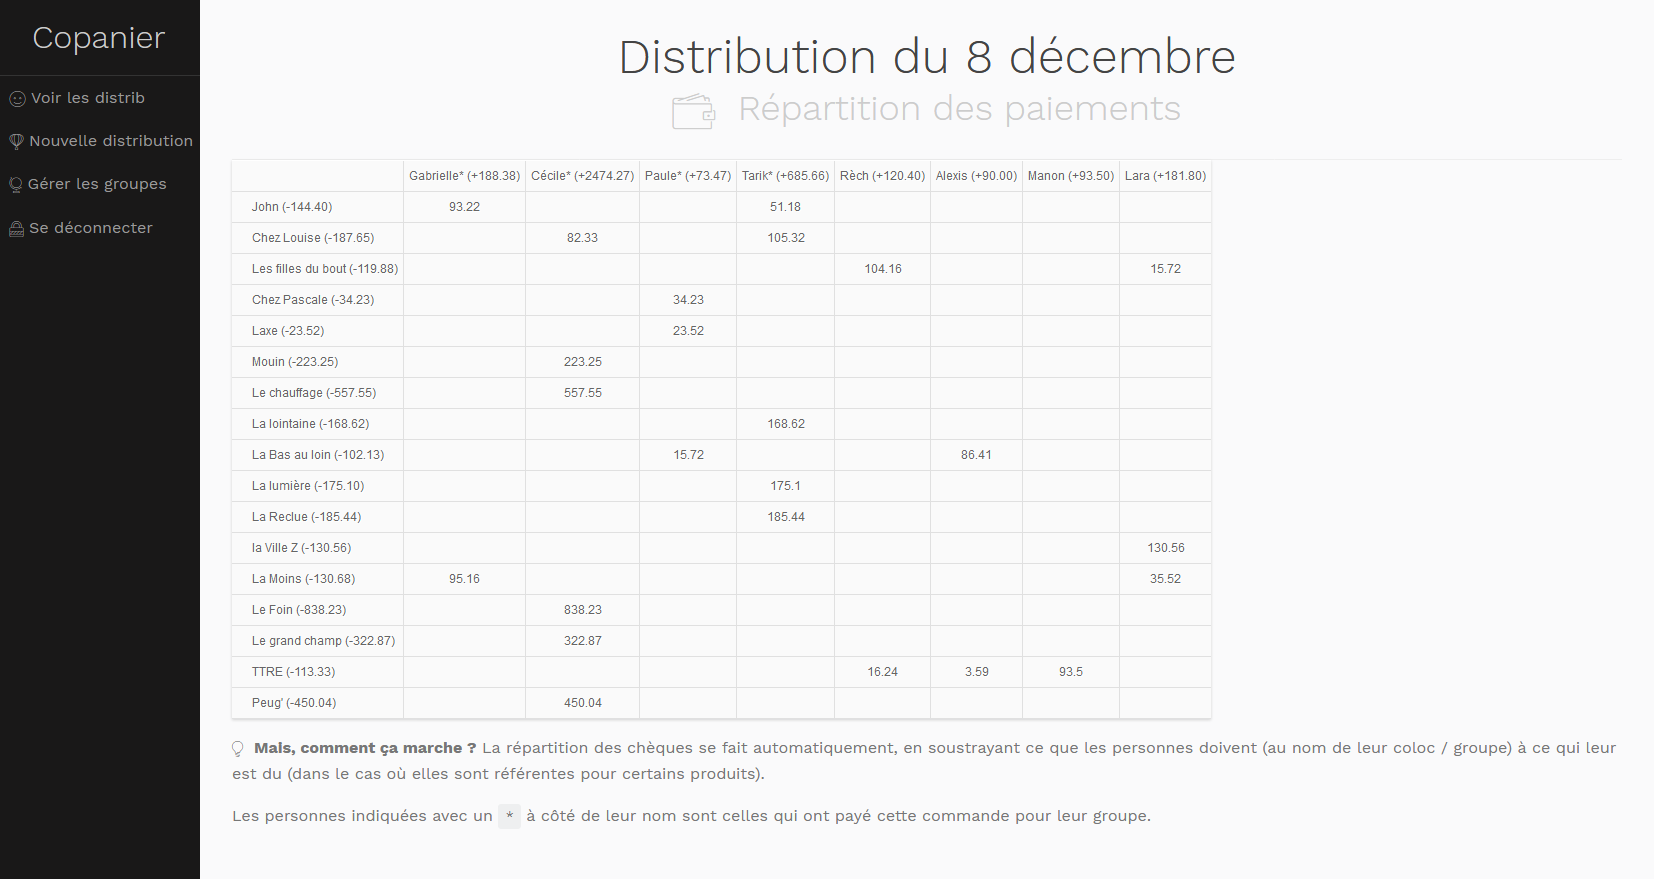 Copanier
Voir les distrib
Nouvelle distribution
Gérer les groupes
Se déconnecter
Distribution du 8 décembre
Répartition des paiements
Gabrielle* (+188.38) Cécile* (+2474.27) Paule* (+73.47) Tarik* (+685.66) Rèch (+120.40) Alexis (+90.00) Manon (+93.50) Lara (+181.80)
John (-144.40) 93.22 51.18
Chez Louise (-187.65) 82.33 105.32
Les filles du bout (-119.88) 104.16 15.72
Chez Pascale (-34.23) 34.23
Laxe (-23.52) 23.52
Mouin (-223.25) 223.25
Le chauffage (-557.55) 557.55
La lointaine (-168.62) 168.62
La Bas au loin (-102.13) 15.72 86.41
La lumière (-175.10) 175.1
La Reclue (-185.44) 185.44
la Ville Z (-130.56) 130.56
La Moins (-130.68) 95.16 35.52
Le Foin (-838.23) 838.23
Le grand champ (-322.87) 322.87
TTRE (-113.33) 16.24 3.59 93.5
Peug' (-450.04) 450.04
Mais, comment ça marche ? La répartition des chèques se fait automatiquement, en soustrayant ce que les personnes doivent (au nom de leur coloc / groupe) à ce qui leur
est du (dans le cas où elles sont référentes pour certains produits).
Les personnes indiquées avec un * à côté de leur nom sont celles qui ont payé cette commande pour leur groupe.